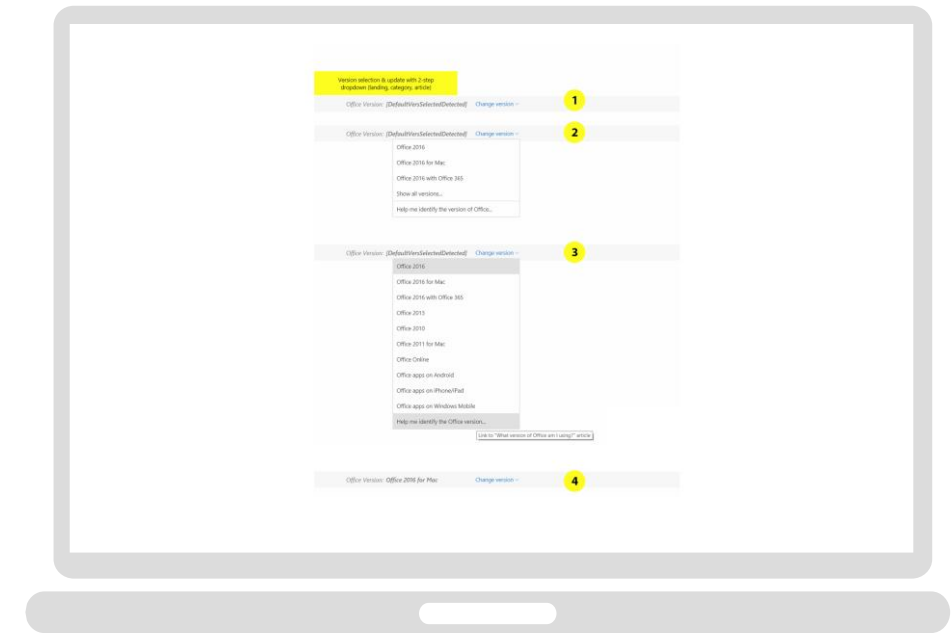 Version selection & update with 2-step
dropdown (landing, category, article)
Office Version: [DefaultVersSelectedDetected] Change version
1
Office Version: [DefaultVersSelectedDetected] Change version
2
Office 2016
Office 2016 for Mac
Office 2016 with Office 365
Show all versions...
Help me identify the version of Office...
Office Version: [DefaultVersSelectedDetected] Change version
3
Office 2016
Office 2016 for Mac
Office 2016 with Office 365
Office 2013
Office 2010
Office 2011 for Mac
Office Online
Office apps on Android
Office apps on iPhone/iPad
Office apps on Windows Mobile
Help me identify the Office version...
Link to "What version of Office am I using?" article
Office Version: Office 2016 for Mac Change version
4